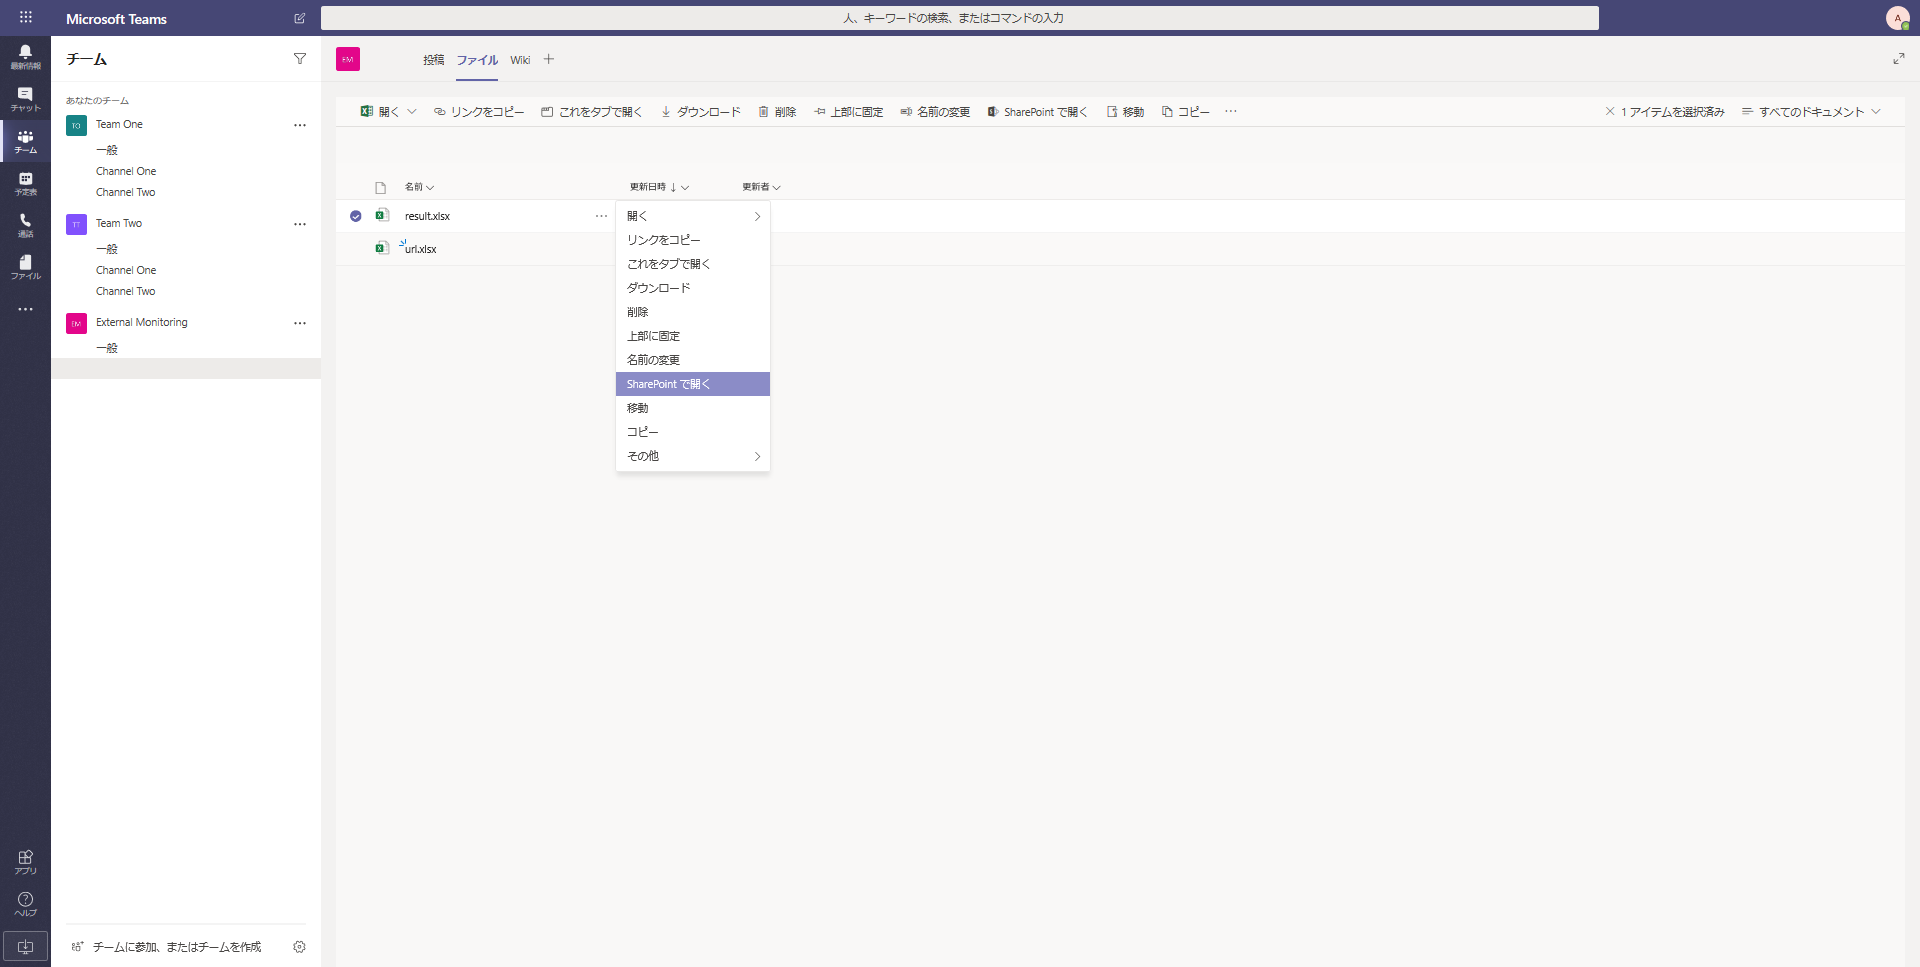 Microsoft Teams
人、キーワードの検索、またはコマンドの入力
A
最新情報
チャット
チーム
予定表
通話
ファイル
アプリ
ヘルプ
チーム
あなたのチーム
TO Team One
一般
Channel One
Channel Two
TT Team Two
一般
Channel One
Channel Two
EM External Monitoring
一般
チームに参加、またはチームを作成
EM 投稿 ファイル Wiki
開く リンクをコピー これをタブで開く ダウンロード 削除 上部に固定 名前の変更 SharePoint で開く 移動 コピー 1 アイテムを選択済み すべてのドキュメント
名前 更新日時 更新者
result.xlsx
url.xlsx
開く
リンクをコピー
これをタブで開く
ダウンロード
削除
上部に固定
名前の変更
SharePoint で開く
移動
コピー
その他